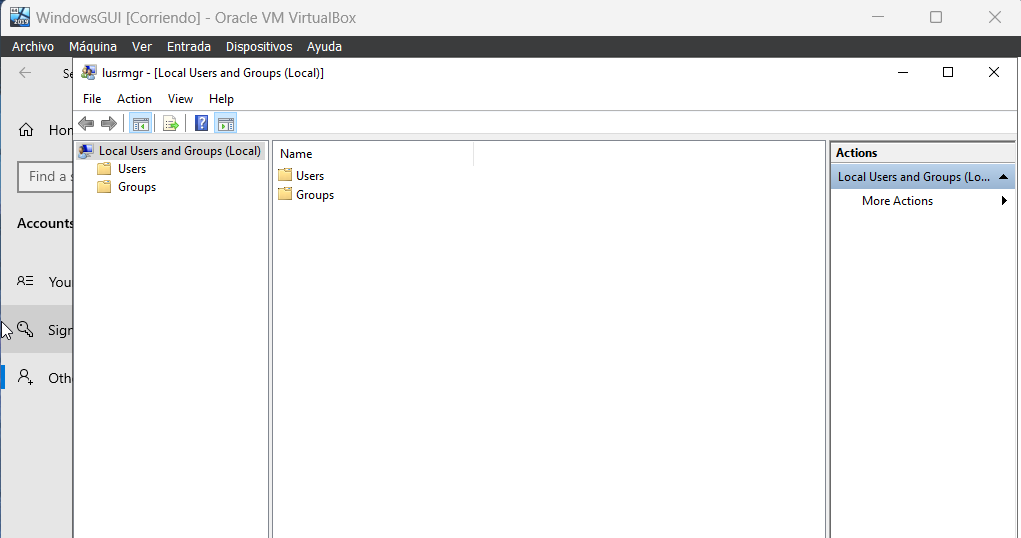 WindowsGUI [Corriendo] - Oracle VM VirtualBox
Archivo Máquina Ver Entrada Dispositivos Ayuda
lusrmgr - [Local Users and Groups (Local)]
File Action View Help
Local Users and Groups (Local)
Users
Groups
Name
Users
Groups
Actions
Local Users and Groups (Lo...
More Actions
Find a
Accounts
You
Sign
Oth
2019